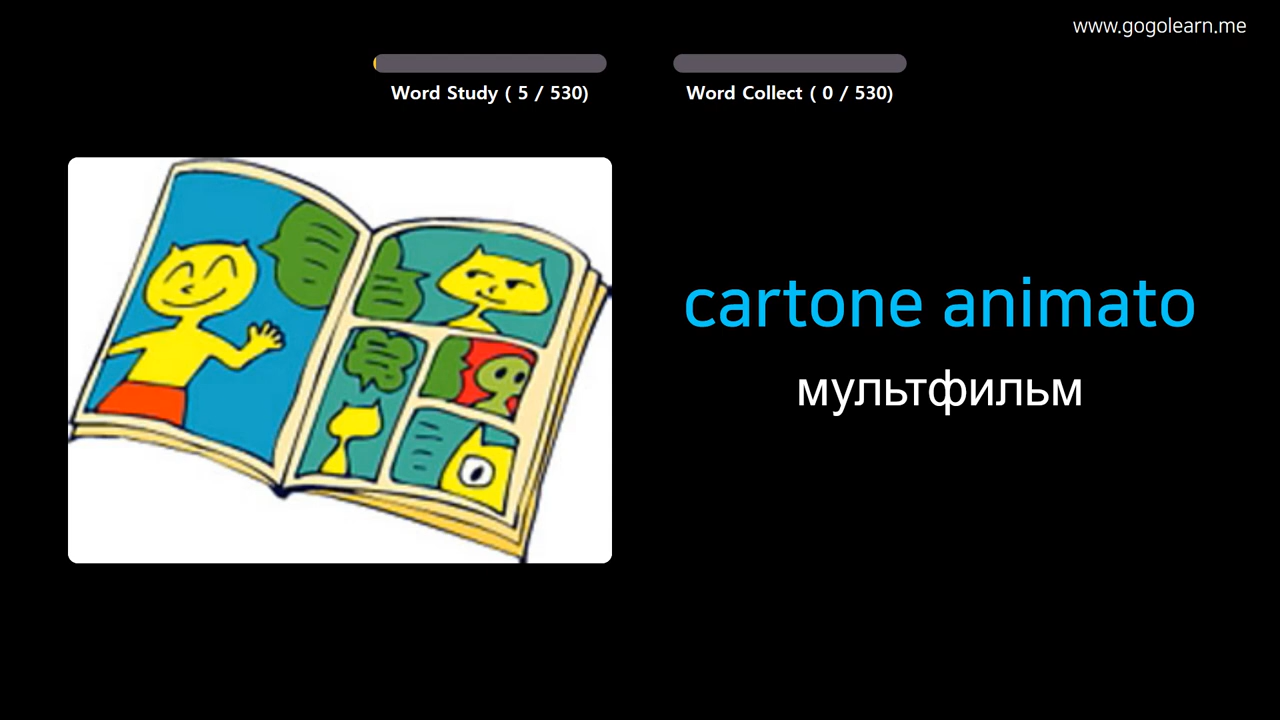 www.gogolearn.me
Word Study ( 5 / 530)
Word Collect ( 0 / 530)
cartone animato
мультфильм